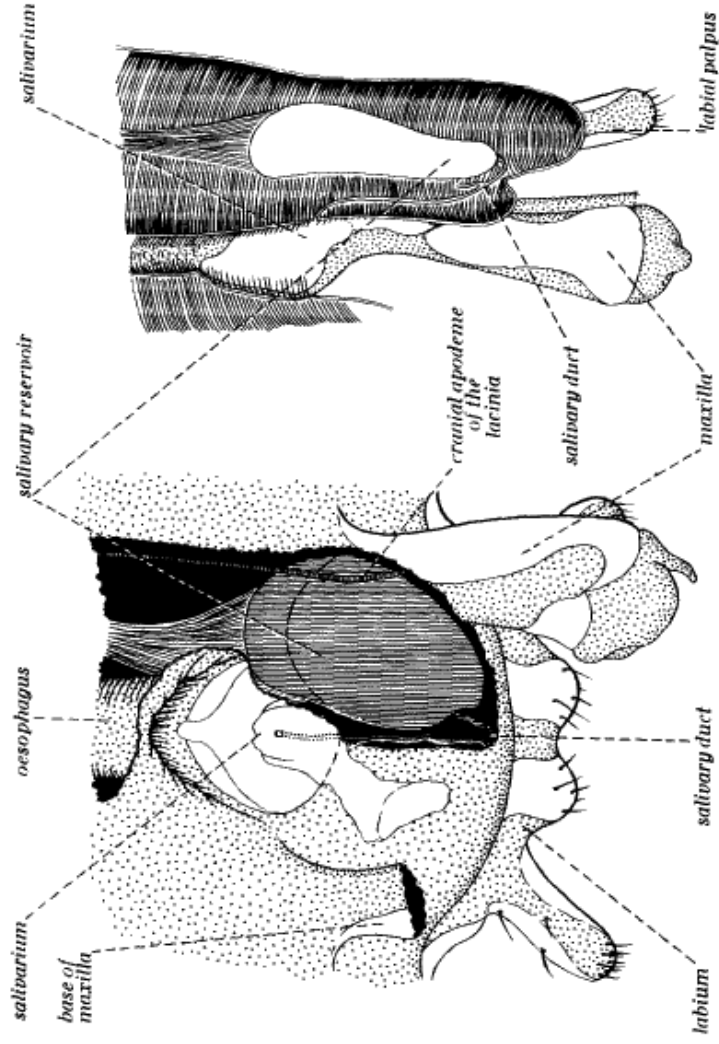 salivarium
base of
maxilla
oesophagus
salivary reservoir
salivarium
cranial apodeme
of the
lacinia
salivary duct
labium
salivary duct
maxilla
labial palpus